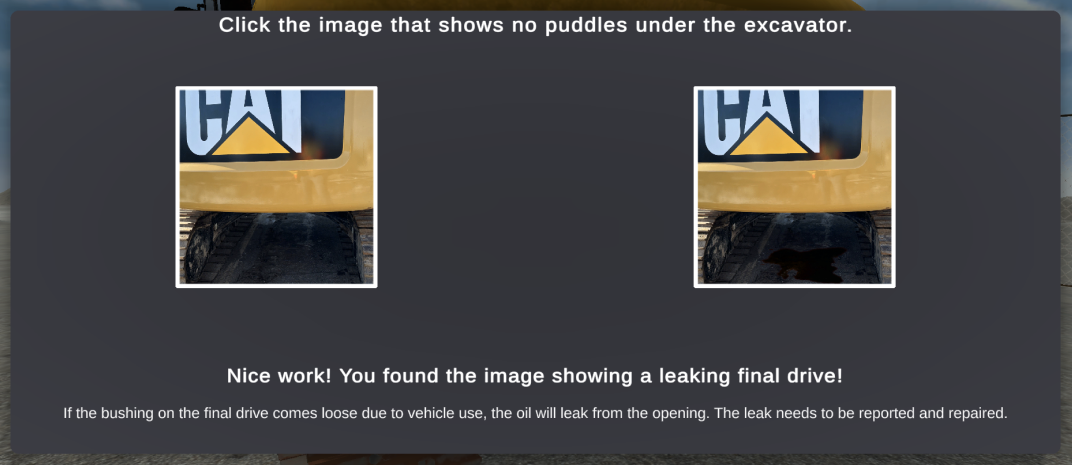 Click the image that shows no puddles under the excavator.
CAT
CAT
Nice work! You found the image showing a leaking final drive!
If the bushing on the final drive comes loose due to vehicle use, the oil will leak from the opening. The leak needs to be reported and repaired.